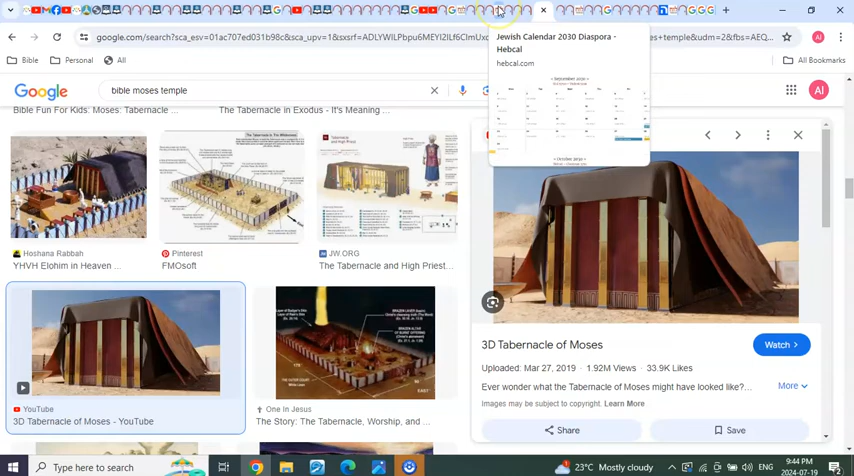 google.com/search?sca_esv=01ac707ed031b98c&sca_upv=1&sxsrf=ADLYWILPbpu6MEYI2ILf6CImUx
s+temple&udm=2&fbs=AEQ...
Bible
Personal
All
All Bookmarks
Jewish Calendar 2030 Diaspora -
Hebcal
hebcal.com
Google
bible moses temple
AI
Bible Fun For Kids: Moses: Tabernacle ...
The Tabernacle in Exodus - It's Meaning ...
Hoshana Rabbah
YHVH Elohim in Heaven ...
Pinterest
FMOsoft
JW.ORG
The Tabernacle and High Priest...
YouTube
3D Tabernacle of Moses - YouTube
One In Jesus
The Story: The Tabernacle, Worship, and ...
3D Tabernacle of Moses
Watch
Uploaded: Mar 27, 2019 · 1.92M Views · 33.9K Likes
Ever wonder what the Tabernacle of Moses might have looked like?...
More
Images may be subject to copyright. Learn More
Share
Save
Type here to search
23°C Mostly cloudy
ENG
9:44 PM
2024-07-19
2